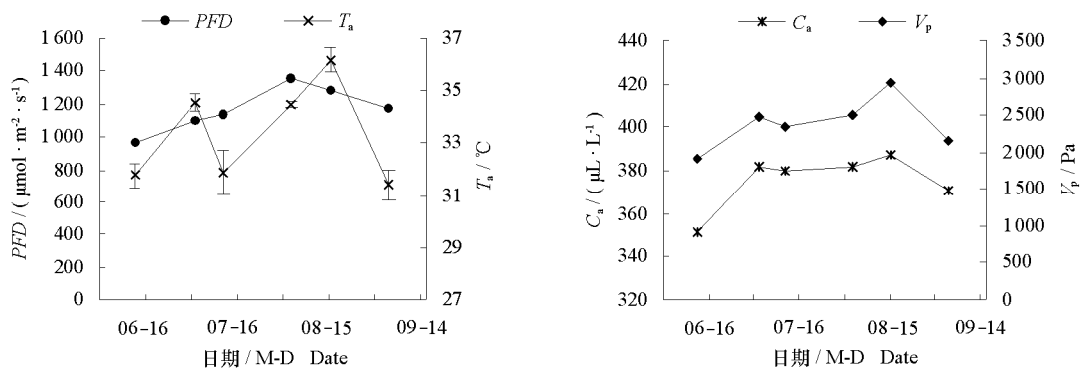 PFD
Tₐ
1 600
1 400
1 200
1 000
800
600
400
200
0
PFD / ( μmol · m⁻² · s⁻¹)
37
35
33
31
29
27
Tₐ / ℃
06-16 07-16 08-15 09-14
日期 / M-D Date
Cₐ
Vₚ
440
420
400
380
360
340
320
Cₐ / ( μL · L⁻¹)
3 500
3 000
2 500
2 000
1 500
1 000
500
0
Vₚ / Pa
06-16 07-16 08-15 09-14
日期 / M-D Date